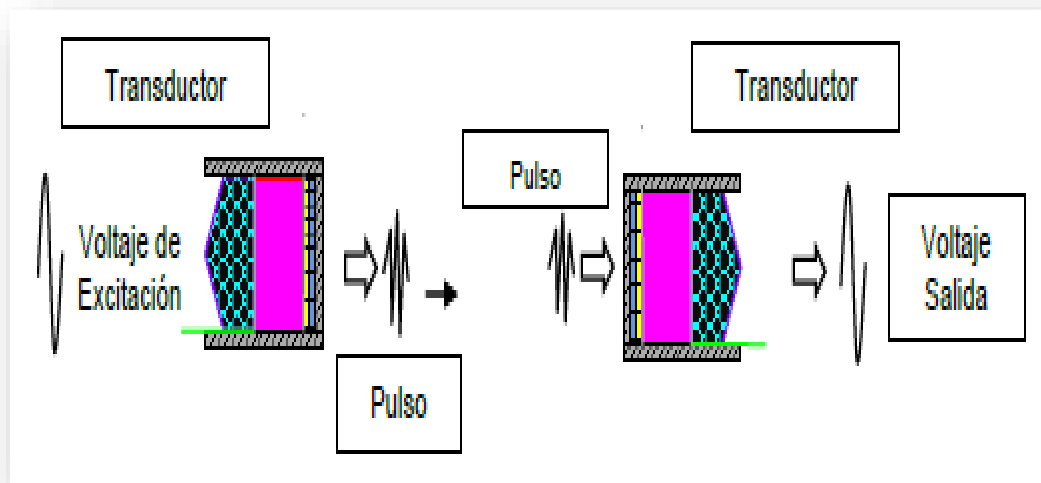 Transductor
Transductor
Pulso
Voltaje de
Excitación
Voltaje
Salida
Pulso